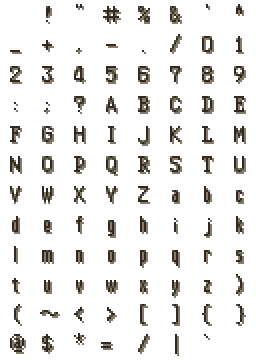 ! " # % & ' ^
_ + . - . / 0 1
2 3 4 5 6 7 8 9
: ; ? A B C D E
F G H I J K L M
N O P Q R S T U
V W X Y Z a b c
d e f g h i j k
l m n o p q r s
t u v w x y z )
( ~ < > [ ] { }
@ $ * = / | `